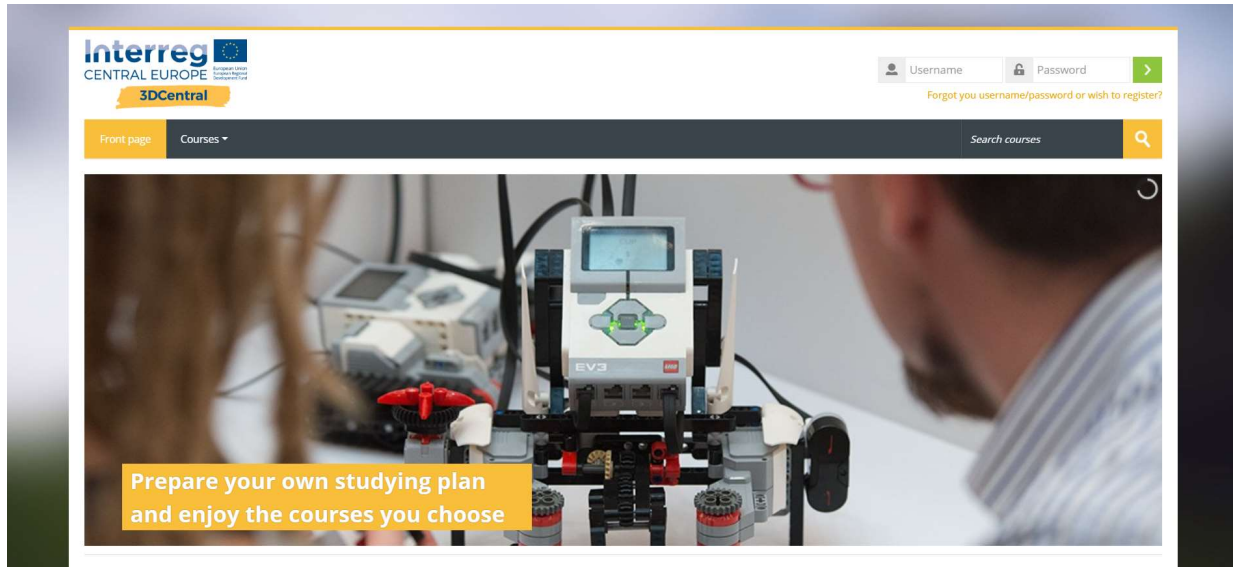 Interreg
CENTRAL EUROPE
European Union
European Regional
Development Fund
3DCentral
Username
Password
Forgot you username/password or wish to register?
Front page
Courses
Search courses
EV3
Prepare your own studying plan
and enjoy the courses you choose